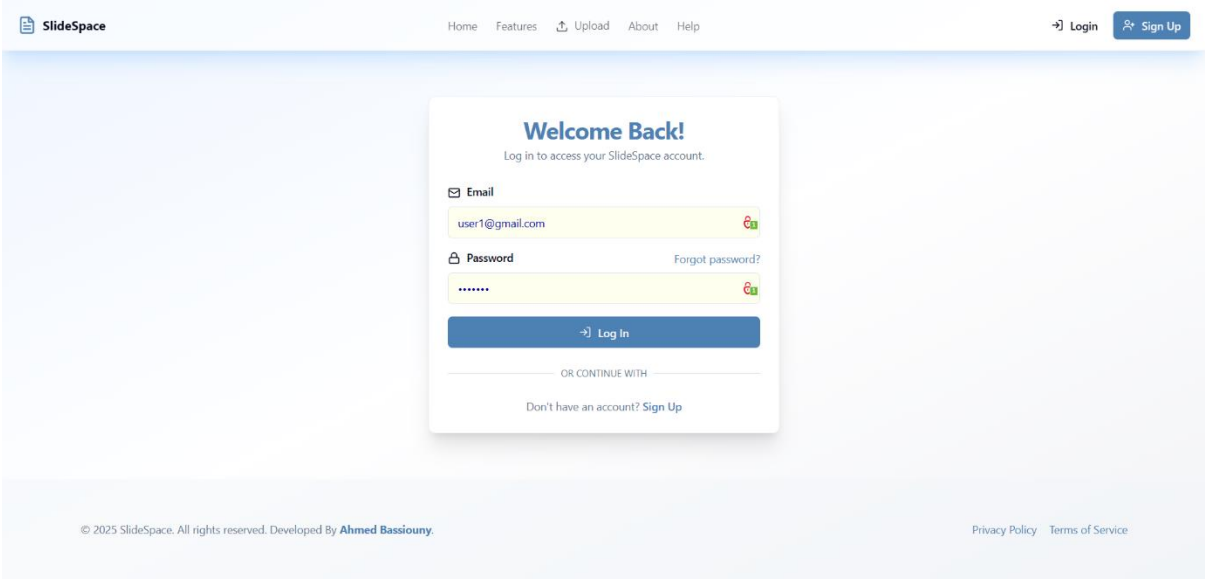 SlideSpace
Home Features Upload About Help
Login Sign Up
Welcome Back!
Log in to access your SlideSpace account.
Email
user1@gmail.com
Password Forgot password?
•••••••
Log In
OR CONTINUE WITH
Don't have an account? Sign Up
© 2025 SlideSpace. All rights reserved. Developed By Ahmed Bassiouny.
Privacy Policy Terms of Service